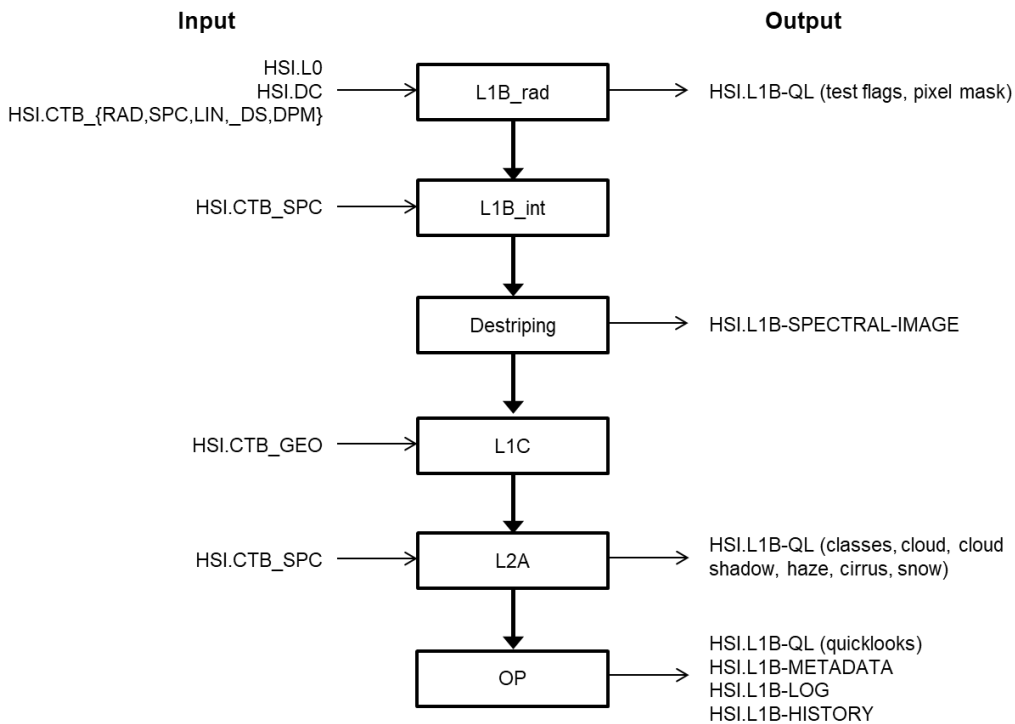 Input
Output
HSI.L0
HSI.DC
HSI.CTB_{RAD,SPC,LIN,_DS,DPM}
L1B_rad
HSI.L1B-QL (test flags, pixel mask)
HSI.CTB_SPC
L1B_int
Destriping
HSI.L1B-SPECTRAL-IMAGE
HSI.CTB_GEO
L1C
HSI.CTB_SPC
L2A
HSI.L1B-QL (classes, cloud, cloud
shadow, haze, cirrus, snow)
OP
HSI.L1B-QL (quicklooks)
HSI.L1B-METADATA
HSI.L1B-LOG
HSI.L1B-HISTORY